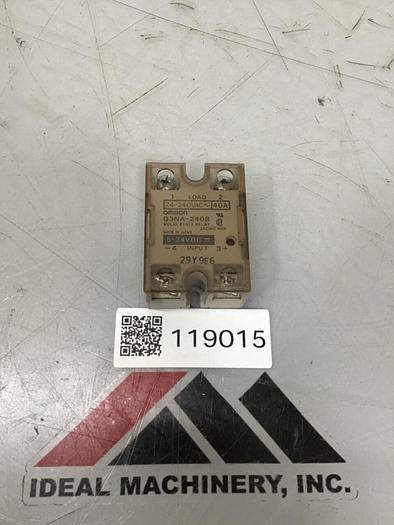 1 LOAD 2
24-240VAC~ 40A
omron
G3NA-240B
SOLID STATE RELAY
MADE IN JAPAN
5-24VDC
-4 INPUT 3+
29Y9E6
119015
IDEAL MACHINERY, INC.